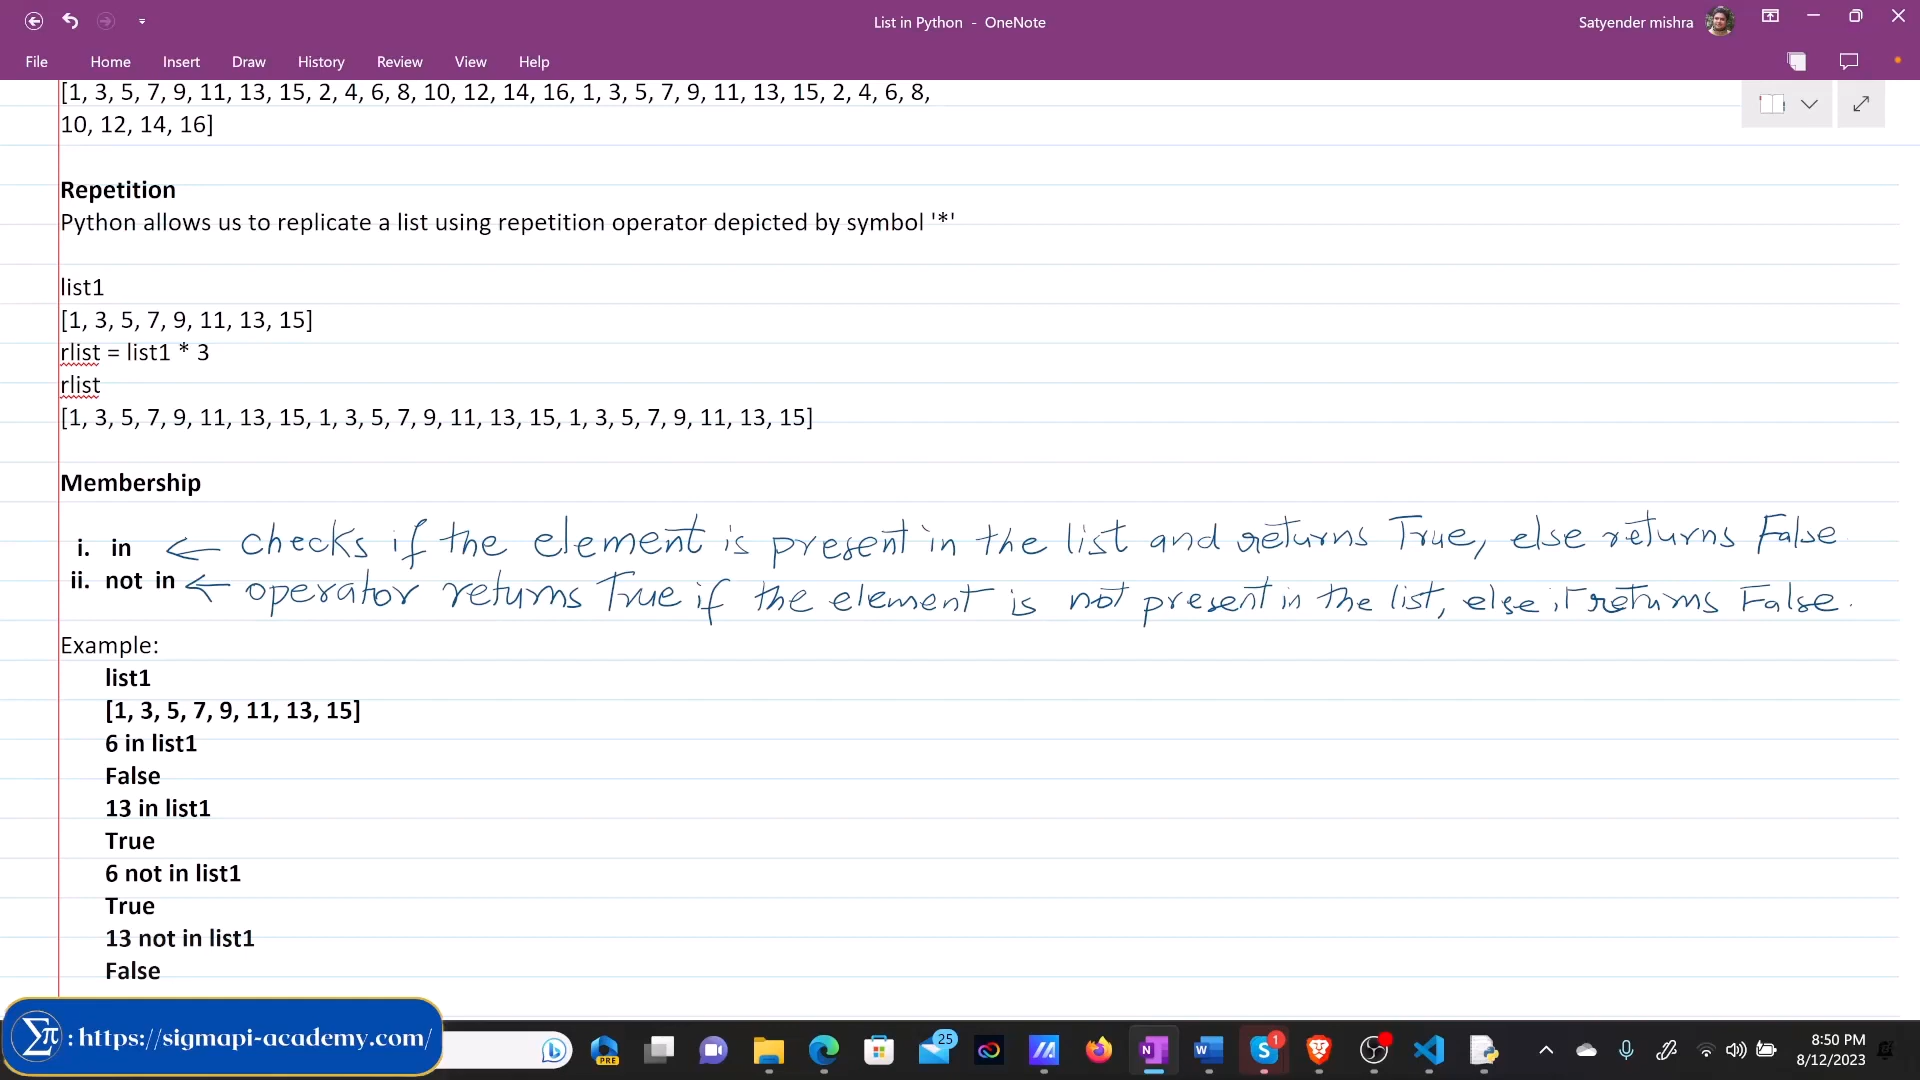 List in Python - OneNote
Satyender mishra
File Home Insert Draw History Review View Help
[1, 3, 5, 7, 9, 11, 13, 15, 2, 4, 6, 8, 10, 12, 14, 16, 1, 3, 5, 7, 9, 11, 13, 15, 2, 4, 6, 8,
10, 12, 14, 16]
Repetition
Python allows us to replicate a list using repetition operator depicted by symbol '*'
list1
[1, 3, 5, 7, 9, 11, 13, 15]
rlist = list1 * 3
rlist
[1, 3, 5, 7, 9, 11, 13, 15, 1, 3, 5, 7, 9, 11, 13, 15, 1, 3, 5, 7, 9, 11, 13, 15]
Membership
i. in ← checks if the element is present in the list and returns True, else returns False
ii. not in ← operator returns True if the element is not present in the list, else it returns False.
Example:
list1
[1, 3, 5, 7, 9, 11, 13, 15]
6 in list1
False
13 in list1
True
6 not in list1
True
13 not in list1
False
Σπ : https://sigmapi-academy.com/
PRE
25
N
W
S
1
8:50 PM
8/12/2023